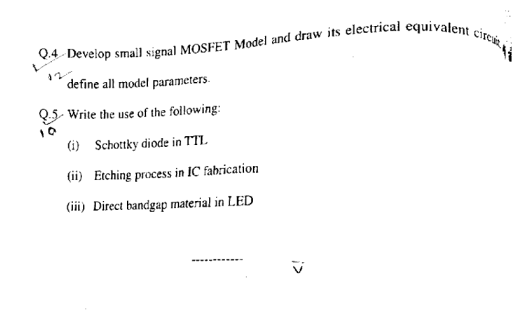 Q.4 Develop small signal MOSFET Model and draw its electrical equivalent circuit,
12
define all model parameters.
Q.5 Write the use of the following:
10
(i) Schottky diode in TTL
(ii) Etching process in IC fabrication
(iii) Direct bandgap material in LED
------------